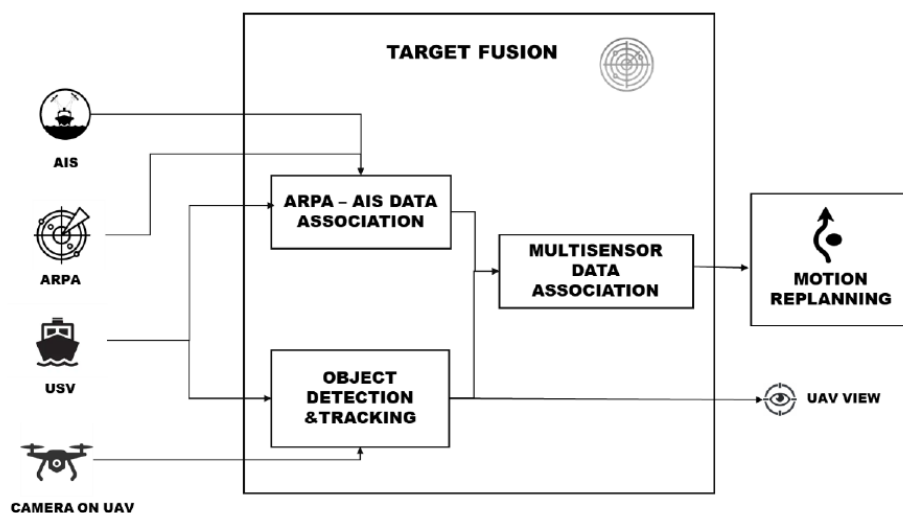 TARGET FUSION
AIS
ARPA – AIS DATA
ASSOCIATION
ARPA
MULTISENSOR
DATA
ASSOCIATION
MOTION
REPLANNING
USV
OBJECT
DETECTION
&TRACKING
UAV VIEW
CAMERA ON UAV